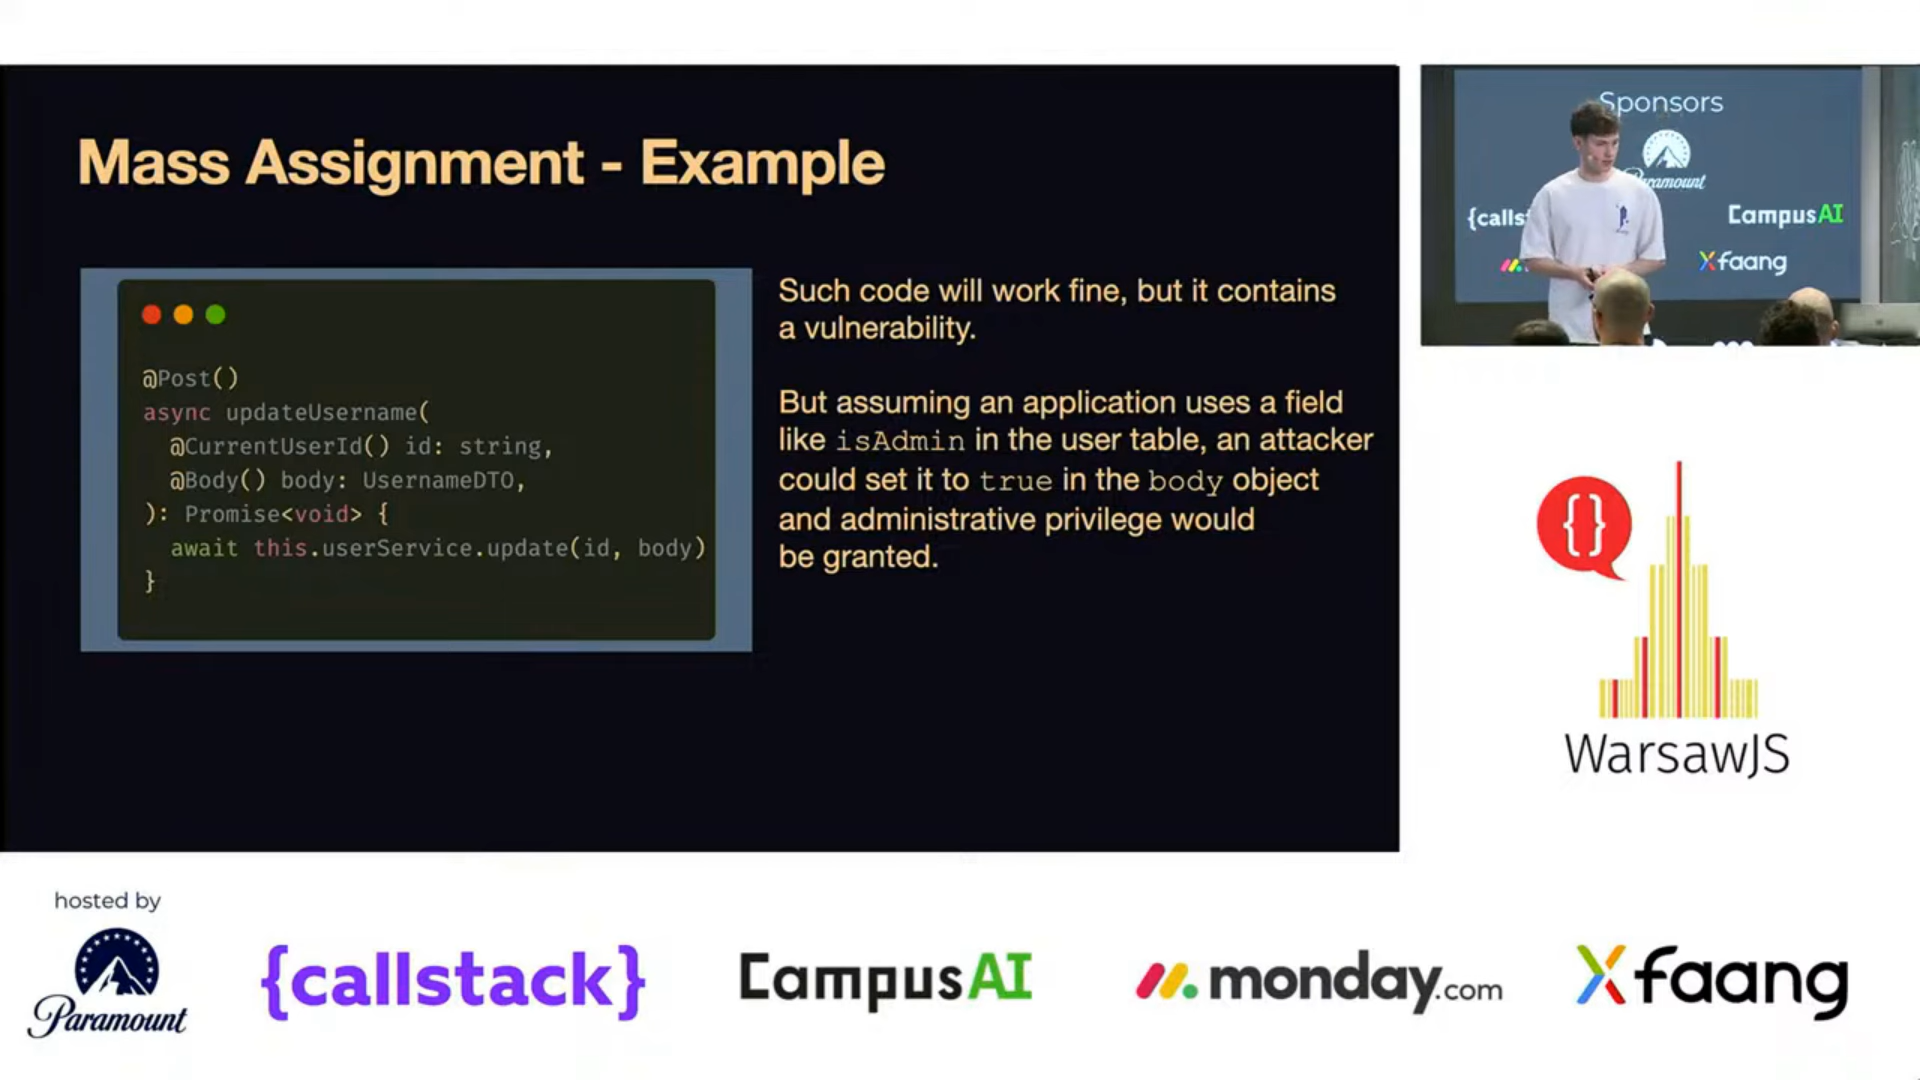 Mass Assignment - Example
@Post()
async updateUsername(
@CurrentUserId() id: string,
@Body() body: UsernameDTO,
): Promise<void> {
await this.userService.update(id, body)
}
Such code will work fine, but it contains
a vulnerability.
But assuming an application uses a field
like isAdmin in the user table, an attacker
could set it to true in the body object
and administrative privilege would
be granted.
Sponsors
Paramount
{calls
CampusAI
faang
{}
WarsawJS
hosted by
Paramount
{callstack}
CampusAI
monday.com
Xfaang